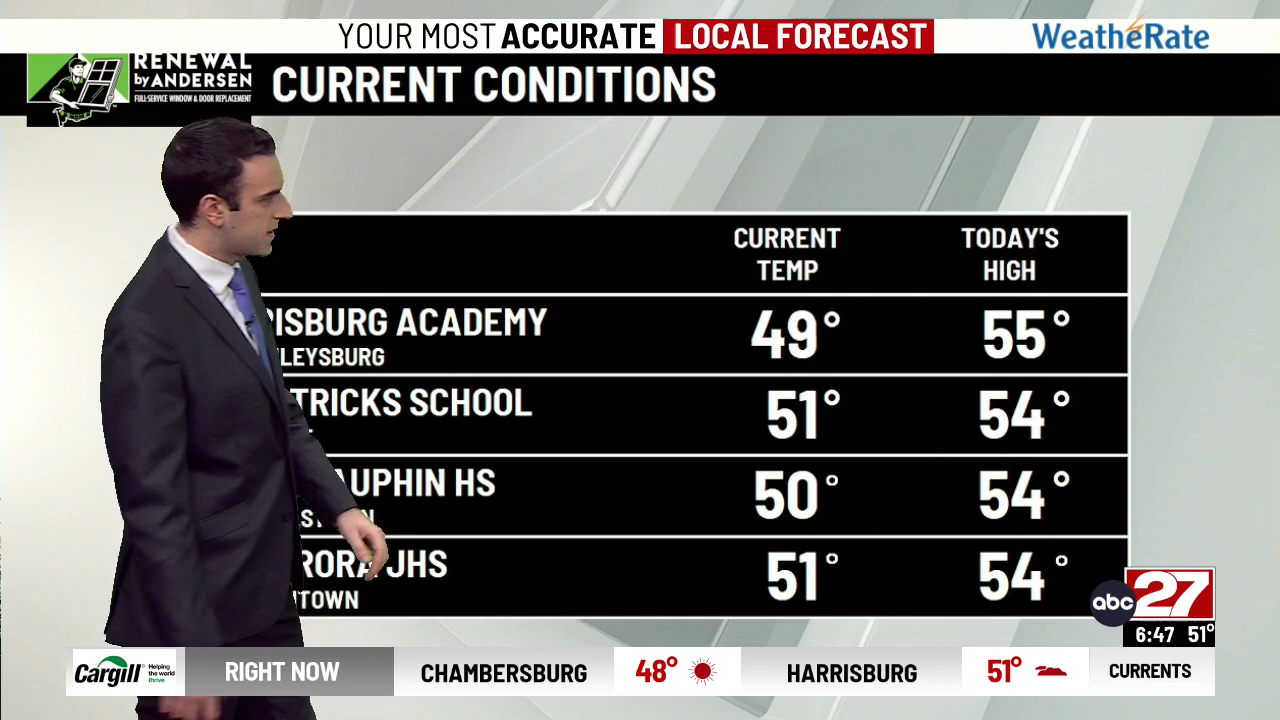 YOUR MOST ACCURATE LOCAL FORECAST
WeatheRate
RENEWAL
by ANDERSEN
FULL-SERVICE WINDOW & DOOR REPLACEMENT
CURRENT CONDITIONS
CURRENT TEMP
TODAY'S HIGH
RISBURG ACADEMY 49° 55°
LEYSBURG
TRICKS SCHOOL 51° 54°
AUPHIN HS 50° 54°
RORA JHS 51° 54°
TOWN
abc 27
6:47 51°
Cargill Helping the world thrive
RIGHT NOW
CHAMBERSBURG 48°
HARRISBURG 51°
CURRENTS